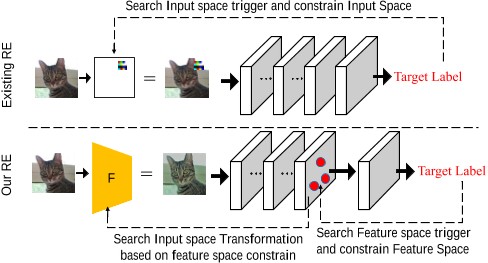 Search Input space trigger and constrain Input Space
Existing RE
=
...
...
Target Label
Our RE
F
=
...
...
Target Label
Search Input space Transformation
based on feature space constrain
Search Feature space trigger
and constrain Feature Space